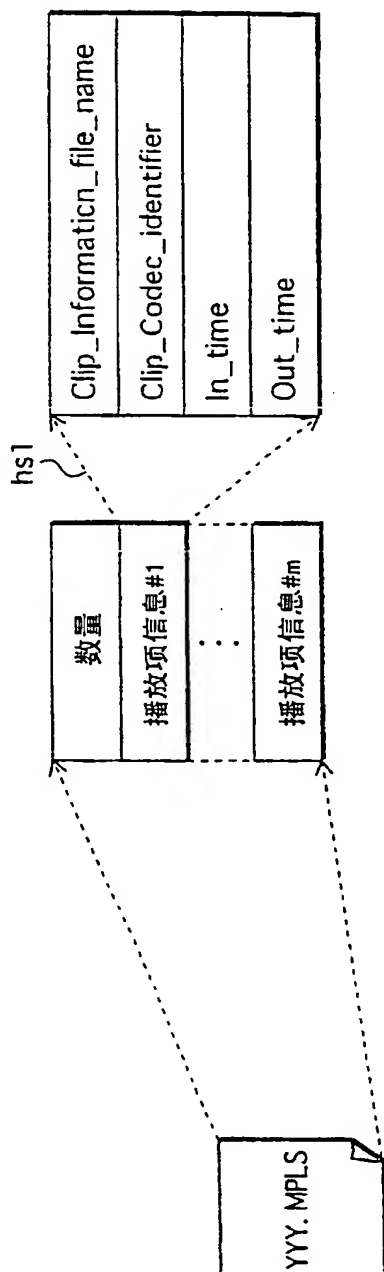 YYY. MPLS
数量
播放项信息#1
播放项信息#m
hs1
Clip_Informaticn_file_name
Clip_Codec_identifier
In_time
Out_time